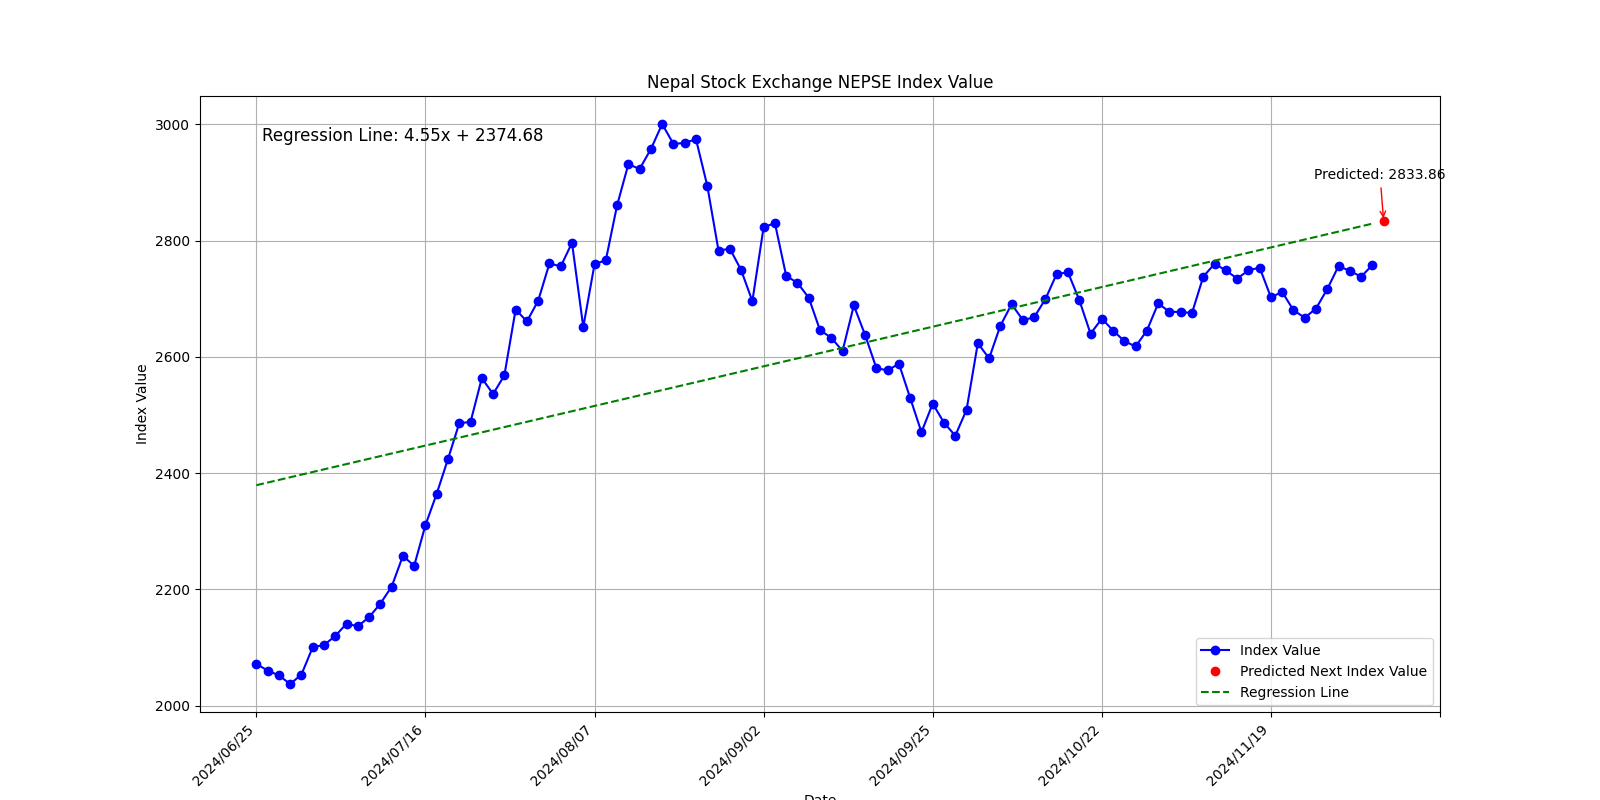 Nepal Stock Exchange NEPSE Index Value
3000
Regression Line: 4.55x + 2374.68
Predicted: 2833.86
2800
2600
Index Value
2400
2200
2000
Index Value
Predicted Next Index Value
Regression Line
2024/06/25
2024/07/16
2024/08/07
2024/09/02
2024/09/25
2024/10/22
2024/11/19
Date